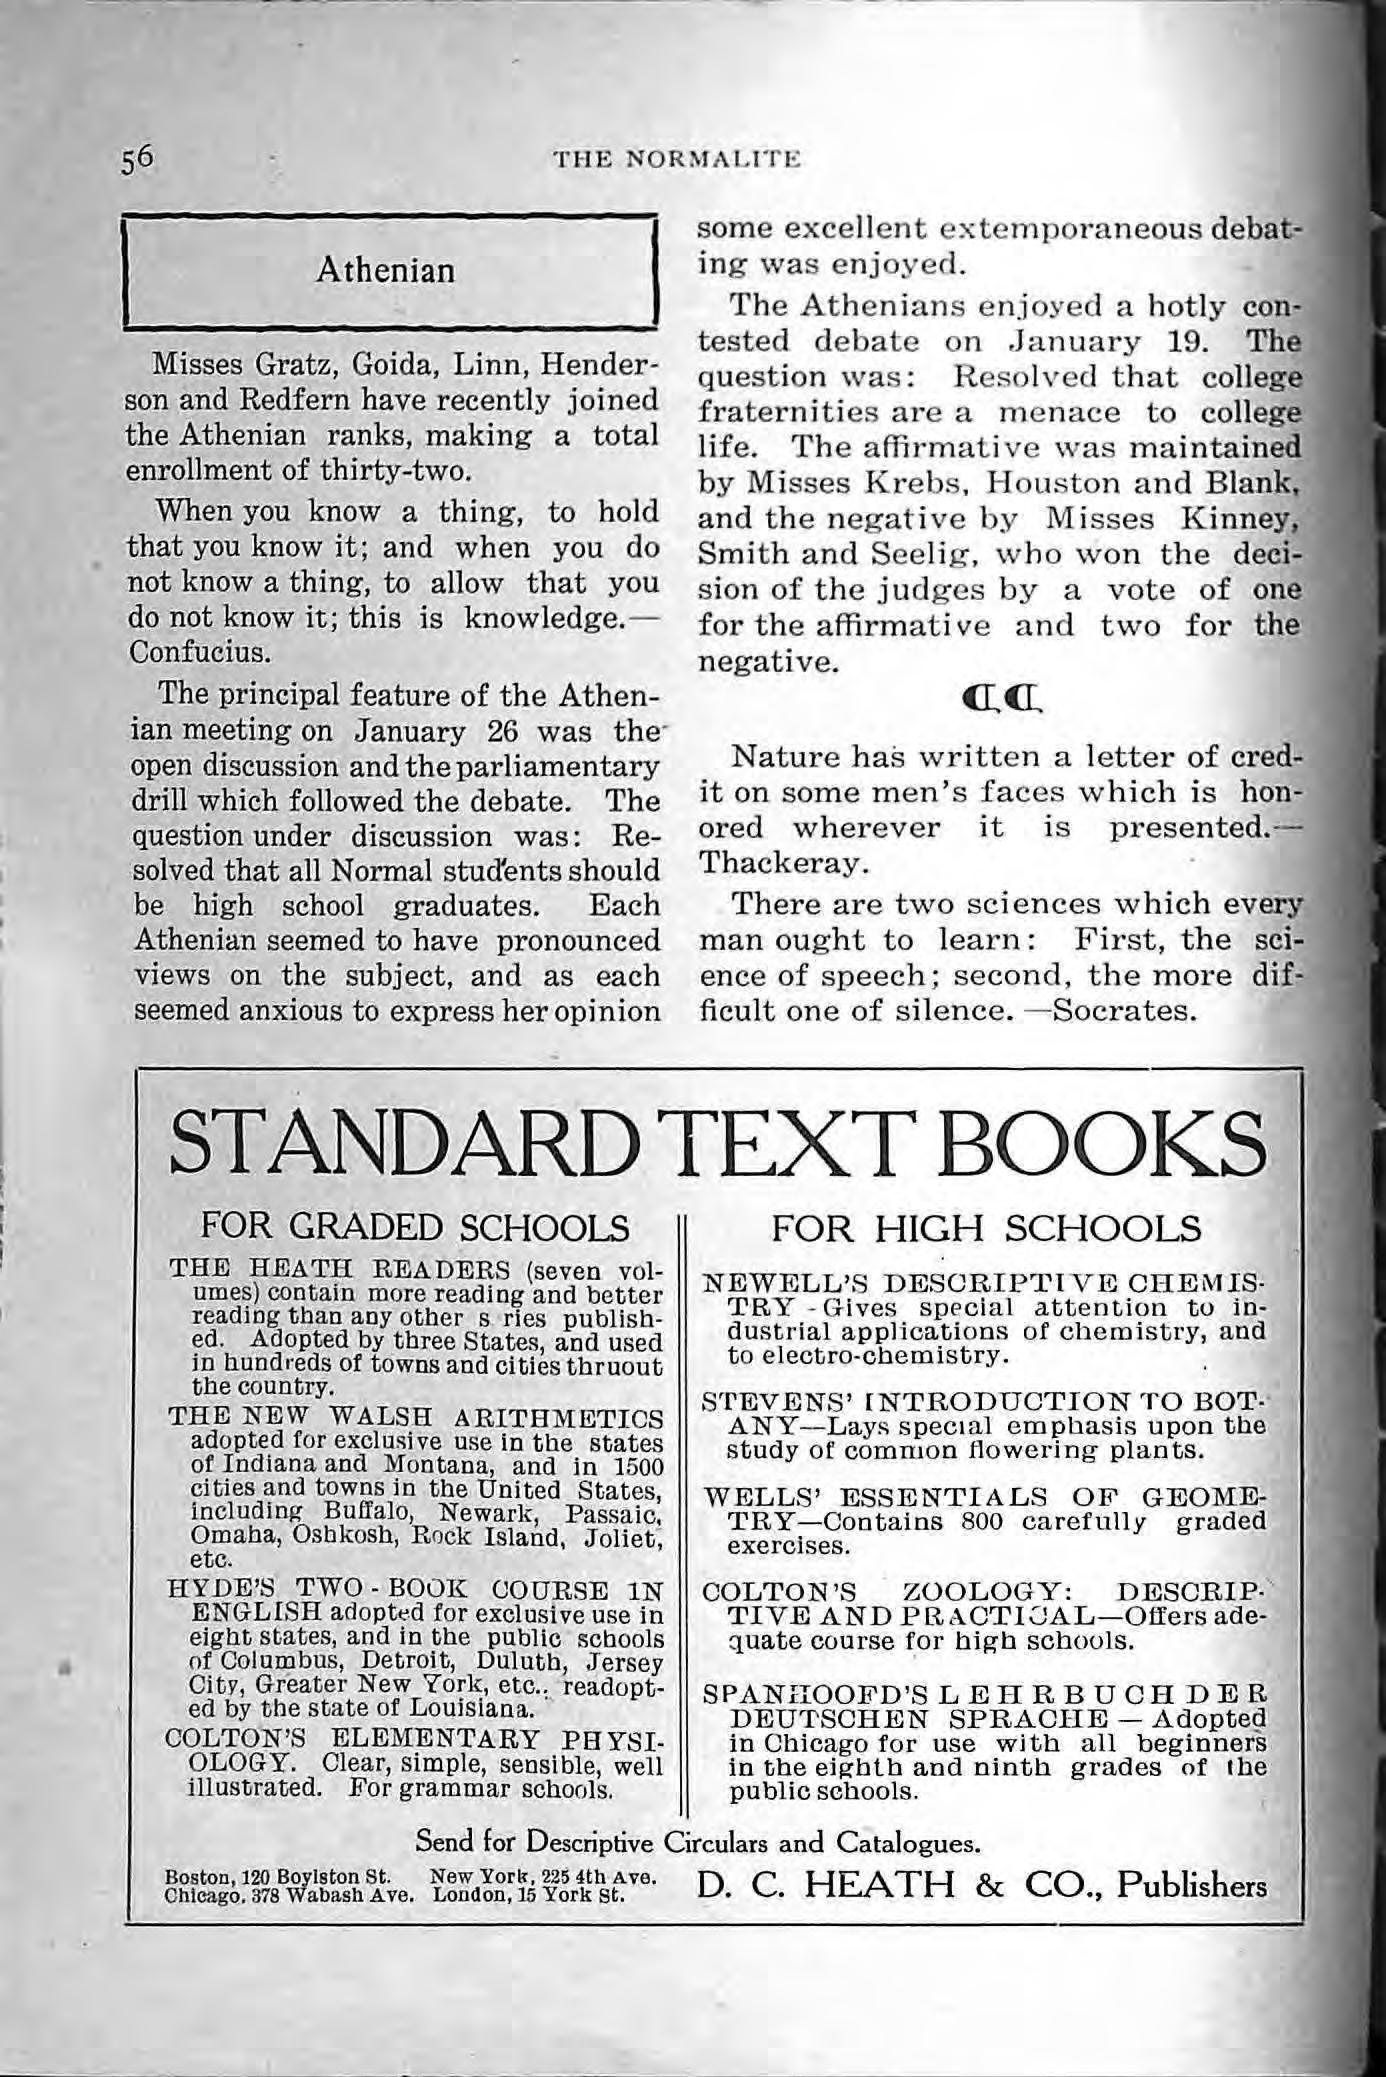 56
THE NORMALITE
Athenian
Misses Gratz, Goida, Linn, Hender-
son and Redfern have recently joined
the Athenian ranks, making a total
enrollment of thirty-two.
When you know a thing, to hold
that you know it; and when you do
not know a thing, to allow that you
do not know it; this is knowledge.—
Confucius.
The principal feature of the Athen-
ian meeting on January 26 was the
open discussion and the parliamentary
drill which followed the debate. The
question under discussion was: Re-
solved that all Normal students should
be high school graduates. Each
Athenian seemed to have pronounced
views on the subject, and as each
seemed anxious to express her opinion
some excellent extemporaneous debat-
ing was enjoyed.
The Athenians enjoyed a hotly con-
tested debate on January 19. The
question was: Resolved that college
fraternities are a menace to college
life. The affirmative was maintained
by Misses Krebs, Houston and Blank,
and the negative by Misses Kinney,
Smith and Seelig, who won the deci-
sion of the judges by a vote of one
for the affirmative and two for the
negative.
Nature has written a letter of cred-
it on some men's faces which is hon-
ored wherever it is presented.—
Thackeray.
There are two sciences which every
man ought to learn: First, the sci-
ence of speech; second, the more dif-
ficult one of silence. —Socrates.
STANDARD TEXT BOOKS
FOR GRADED SCHOOLS
THE HEATH READERS (seven vol-
umes) contain more reading and better
reading than any other s ries publish-
ed. Adopted by three States, and used
in hundreds of towns and cities thruout
the country.
THE NEW WALSH ARITHMETICS
adopted for exclusive use in the states
of Indiana and Montana, and in 1500
cities and towns in the United States,
including Buffalo, Newark, Passaic,
Omaha, Oshkosh, Rock Island, Joliet,
etc.
HYDE'S TWO-BOOK COURSE IN
ENGLISH adopted for exclusive use in
eight states, and in the public schools
of Columbus, Detroit, Duluth, Jersey
City, Greater New York, etc., readopt-
ed by the state of Louisiana.
COLTON'S ELEMENTARY PHYSI-
OLOGY. Clear, simple, sensible, well
illustrated. For grammar schools.
FOR HIGH SCHOOLS
NEWELL'S DESCRIPTIVE CHEMIS-
TRY - Gives special attention to in-
dustrial applications of chemistry, and
to electro-chemistry.
STEVENS' INTRODUCTION TO BOT-
ANY—Lays special emphasis upon the
study of common flowering plants.
WELLS' ESSENTIALS OF GEOME-
TRY—Contains 800 carefully graded
exercises.
COLTON'S ZOOLOGY: DESCRIP-
TIVE AND PRACTICAL—Offers ade-
quate course for high schools.
SPANHOOFD'S LEHRBUCH DER
DEUTSCHEN SPRACHE — Adopted
in Chicago for use with all beginners
in the eighth and ninth grades of the
public schools.
Send for Descriptive Circulars and Catalogues.
Boston, 120 Boylston St. New York, 225 4th Ave.
Chicago, 378 Wabash Ave. London, 15 York St.
D. C. HEATH & CO., Publishers